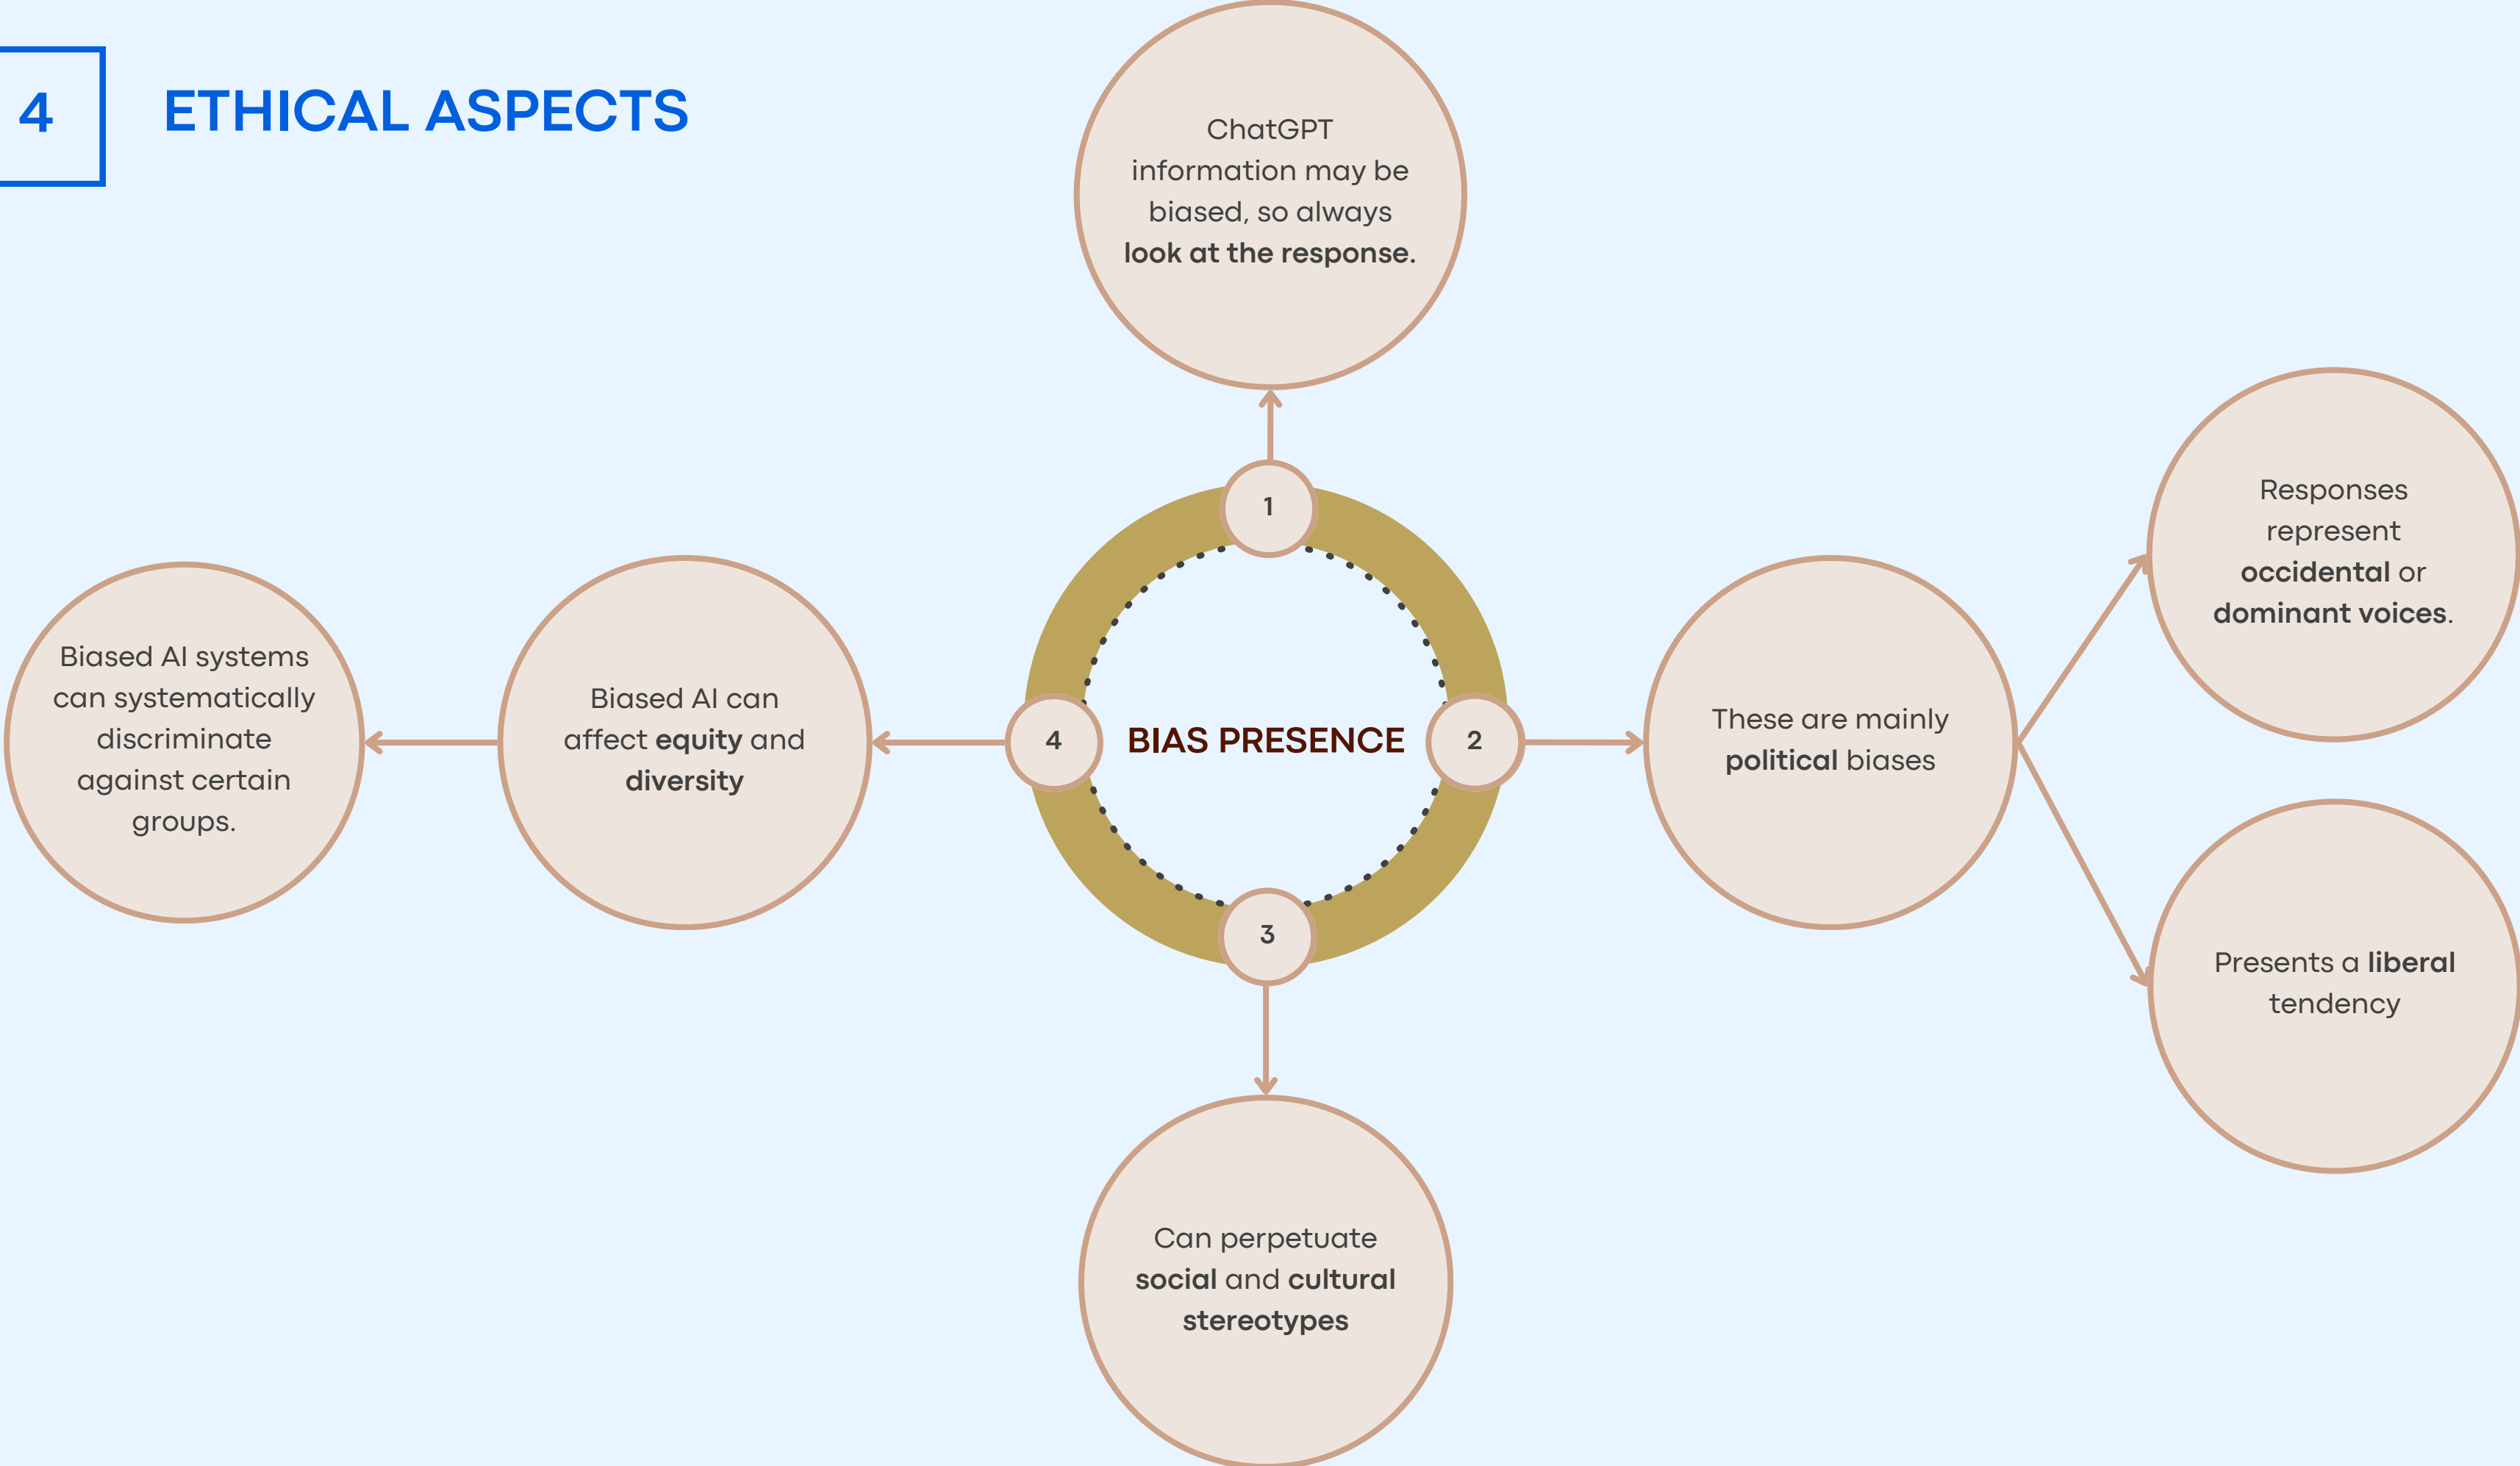 4
ETHICAL ASPECTS
ChatGPT
information may be
biased, so always
look at the response.
1
BIAS PRESENCE
2
These are mainly
political biases
Responses
represent
occidental or
dominant voices.
Presents a liberal
tendency
3
Can perpetuate
social and cultural
stereotypes
4
Biased AI can
affect equity and
diversity
Biased AI systems
can systematically
discriminate
against certain
groups.